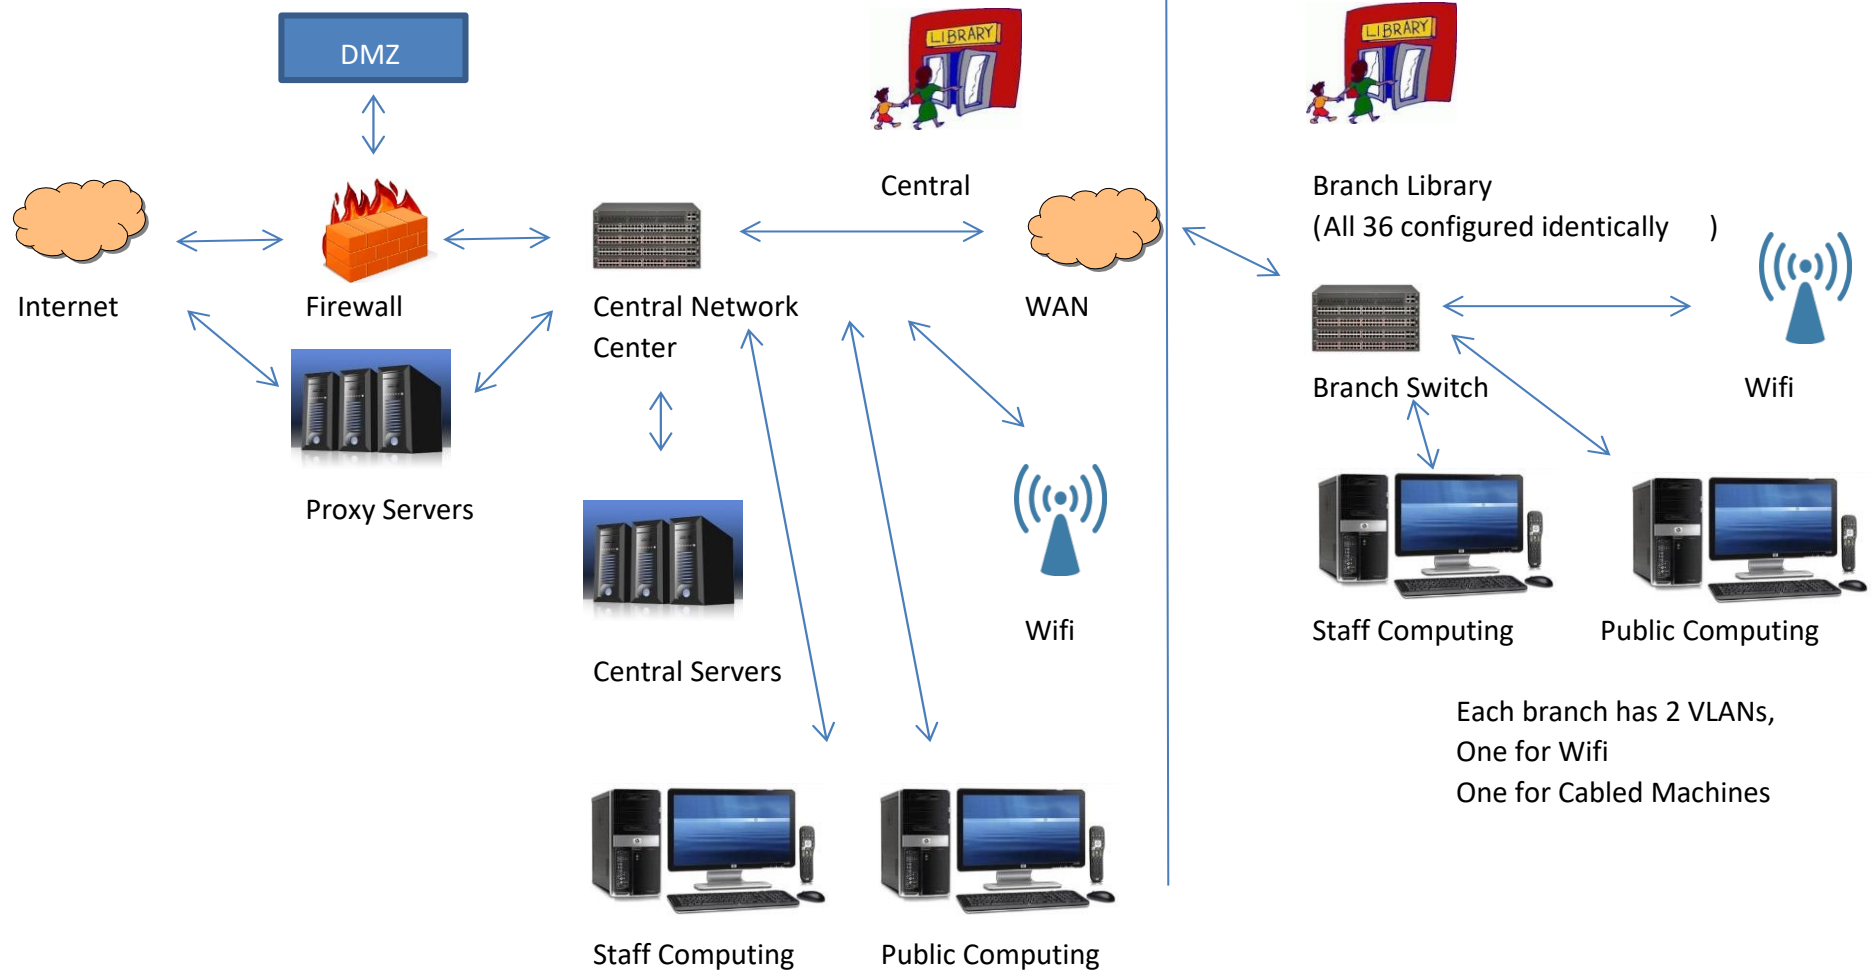 DMZ
LIBRARY
LIBRARY
Central
Branch Library
(All 36 configured identically )
Internet
Firewall
Central Network
Center
WAN
Branch Switch
Wifi
Proxy Servers
Wifi
Central Servers
Staff Computing
Public Computing
Each branch has 2 VLANs,
One for Wifi
One for Cabled Machines
Staff Computing
Public Computing